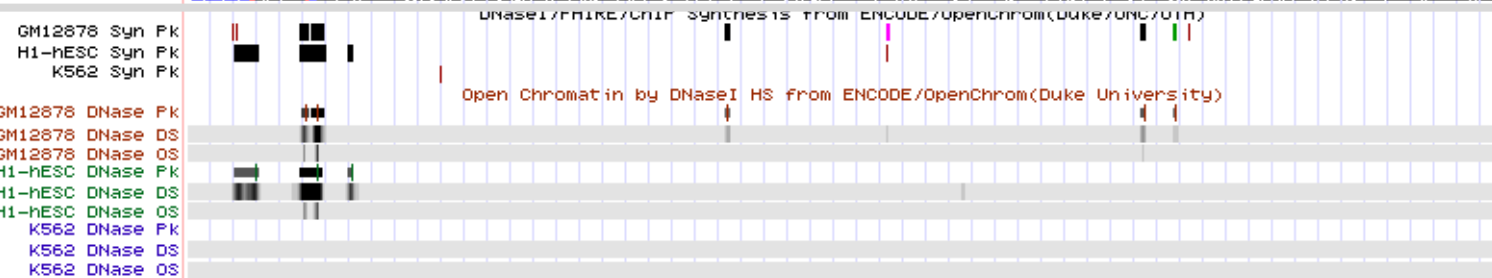 DNaseI/FAIRE/ChIP Synthesis from ENCODE/OpenChrom(Duke/UNC/UTA)
GM12878 Syn Pk
H1-hESC Syn Pk
K562 Syn Pk
Open Chromatin by DNaseI HS from ENCODE/OpenChrom(Duke University)
GM12878 DNase Pk
GM12878 DNase DS
GM12878 DNase OS
H1-hESC DNase Pk
H1-hESC DNase DS
H1-hESC DNase OS
K562 DNase Pk
K562 DNase DS
K562 DNase OS